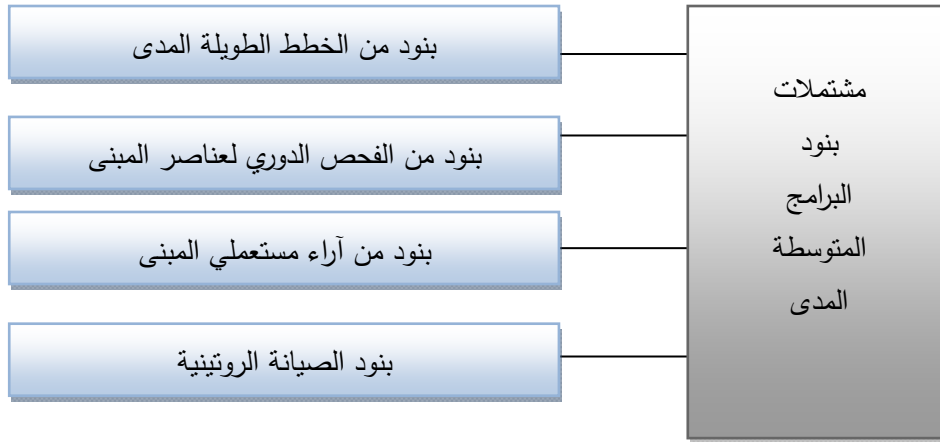 مشتملات
بنود
البرامج
المتوسطة
المدى
بنود من الخطط الطويلة المدى
بنود من الفحص الدوري لعناصر المبنى
بنود من آراء مستعملي المبنى
بنود الصيانة الروتينية